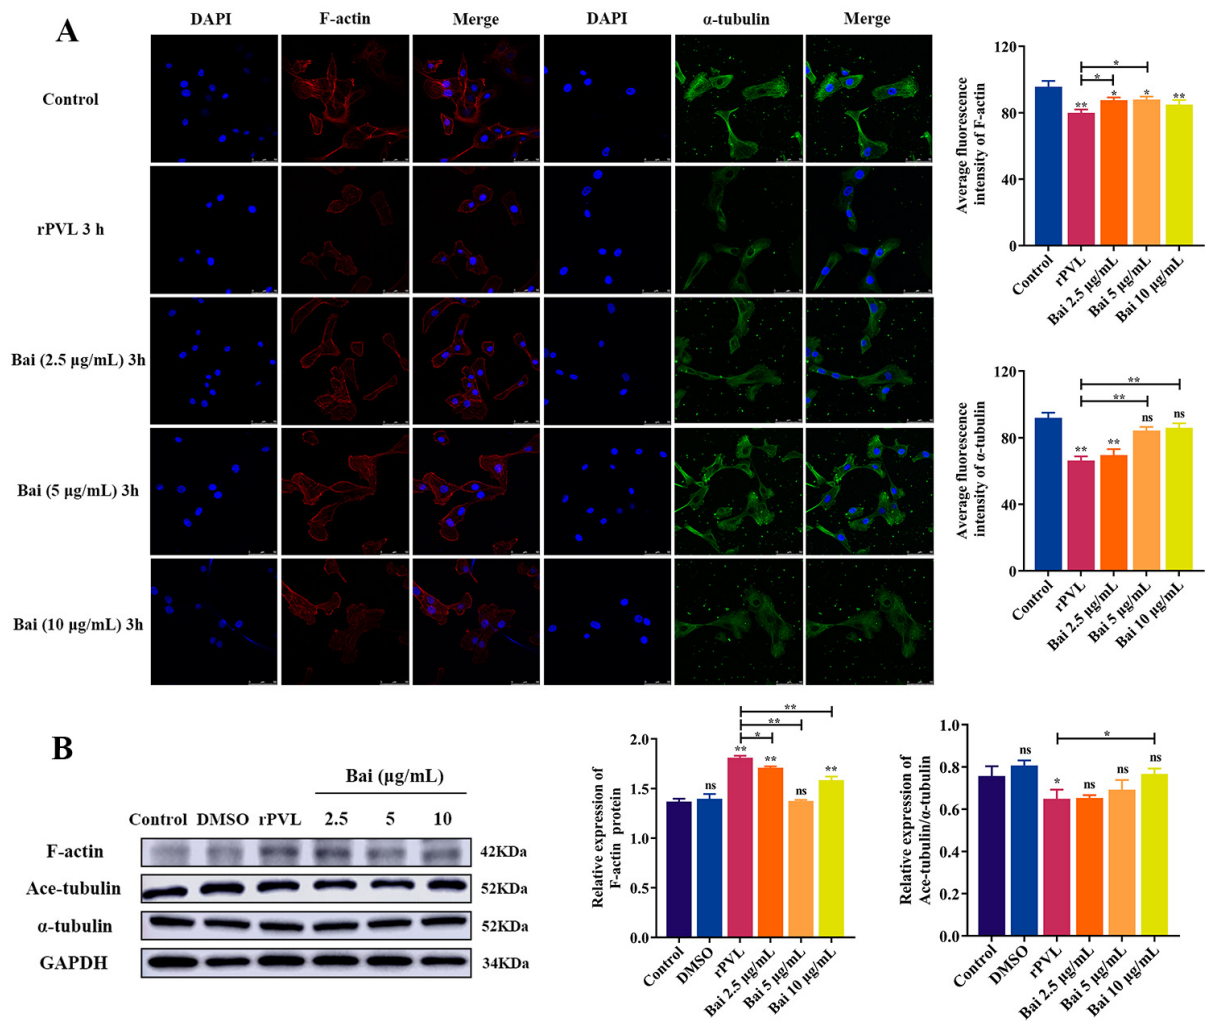 A
DAPI F-actin Merge DAPI α-tubulin Merge
Control
rPVL 3 h
Bai (2.5 μg/mL) 3h
Bai (5 μg/mL) 3h
Bai (10 μg/mL) 3h
Average fluorescence
intensity of F-actin
120
80
40
0
** * * **
* *
Control rPVL Bai 2.5 μg/mL Bai 5 μg/mL Bai 10 μg/mL
Average fluorescence
intensity of α-tubulin
120
80
40
0
** ** ns ns
** **
Control rPVL Bai 2.5 μg/mL Bai 5 μg/mL Bai 10 μg/mL
B
Bai (μg/mL)
Control DMSO rPVL 2.5 5 10
F-actin 42KDa
Ace-tubulin 52KDa
α-tubulin 52KDa
GAPDH 34KDa
Relative expression of
F-actin protein
2.0
1.5
1.0
0.5
0.0
ns ** ** ns **
* ** **
Control DMSO rPVL Bai 2.5 μg/mL Bai 5 μg/mL Bai 10 μg/mL
Relative expression of
Ace-tubulin/α-tubulin
1.0
0.8
0.6
0.4
0.2
0.0
ns * ns ns ns
*
Control DMSO rPVL Bai 2.5 μg/mL Bai 5 μg/mL Bai 10 μg/mL